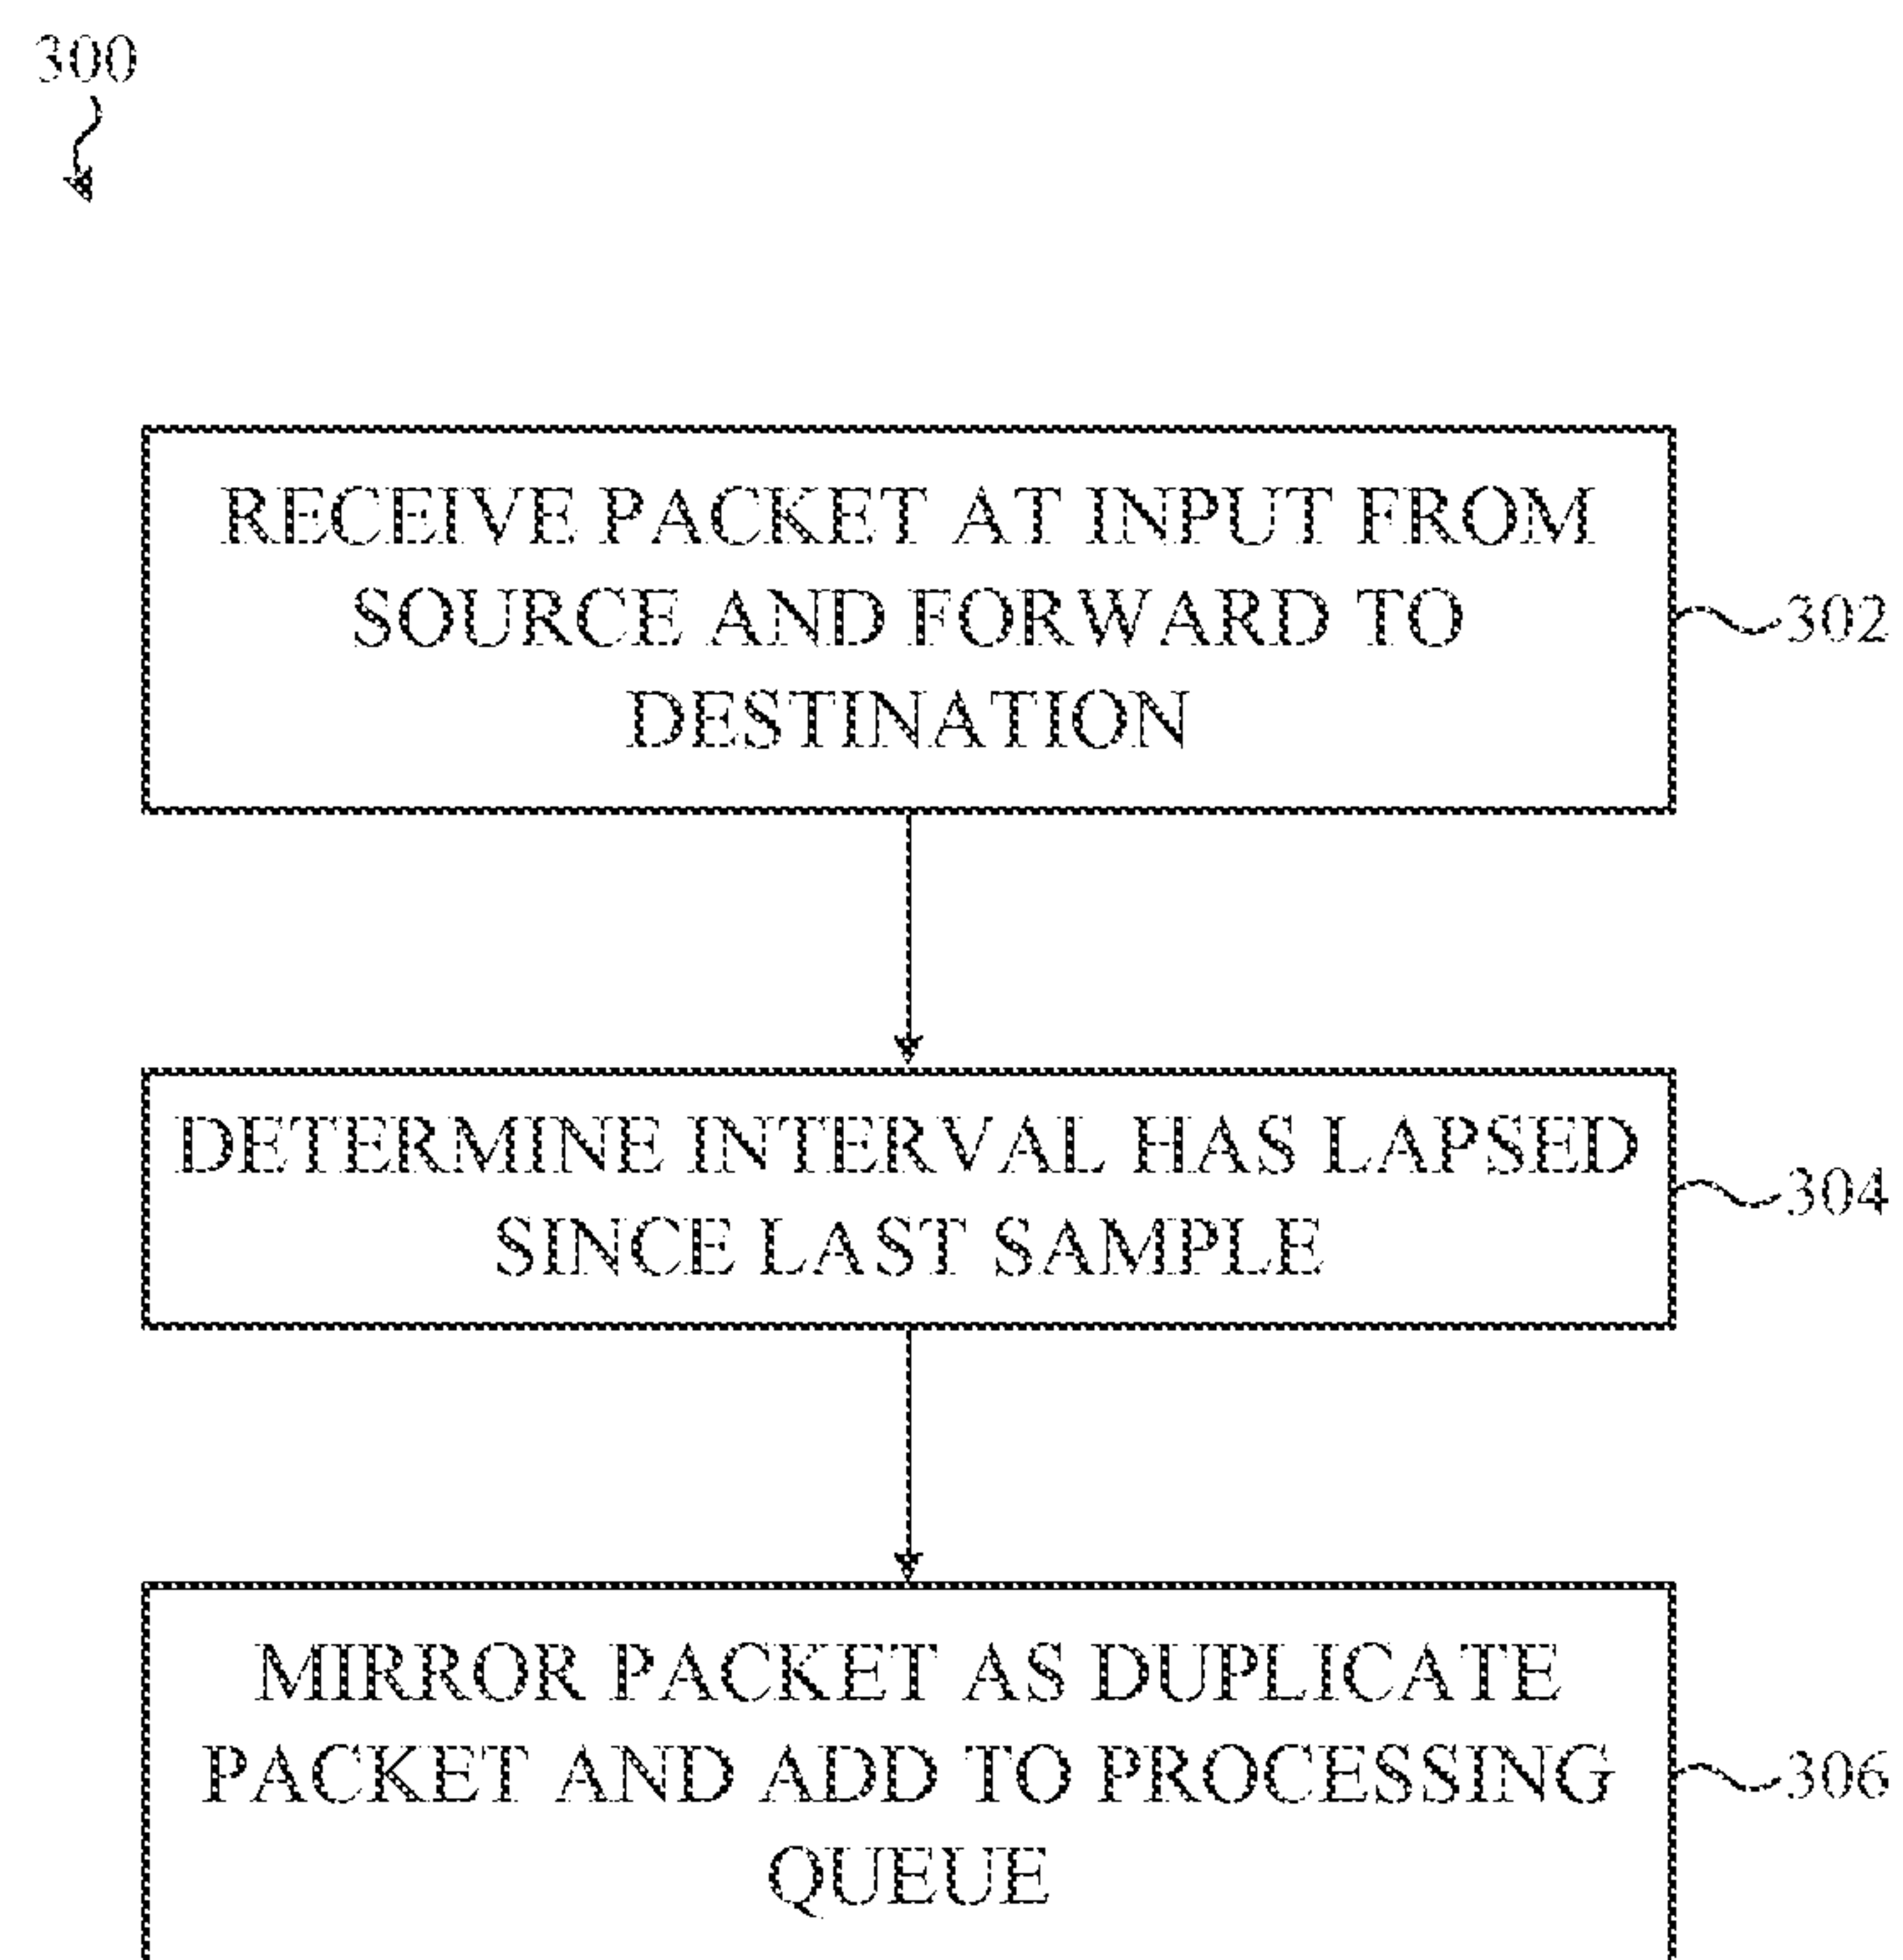 300
RECEIVE PACKET AT INPUT FROM
SOURCE AND FORWARD TO
DESTINATION
302
DETERMINE INTERVAL HAS LAPSED
SINCE LAST SAMPLE
304
MIRROR PACKET AS DUPLICATE
PACKET AND ADD TO PROCESSING
QUEUE
306